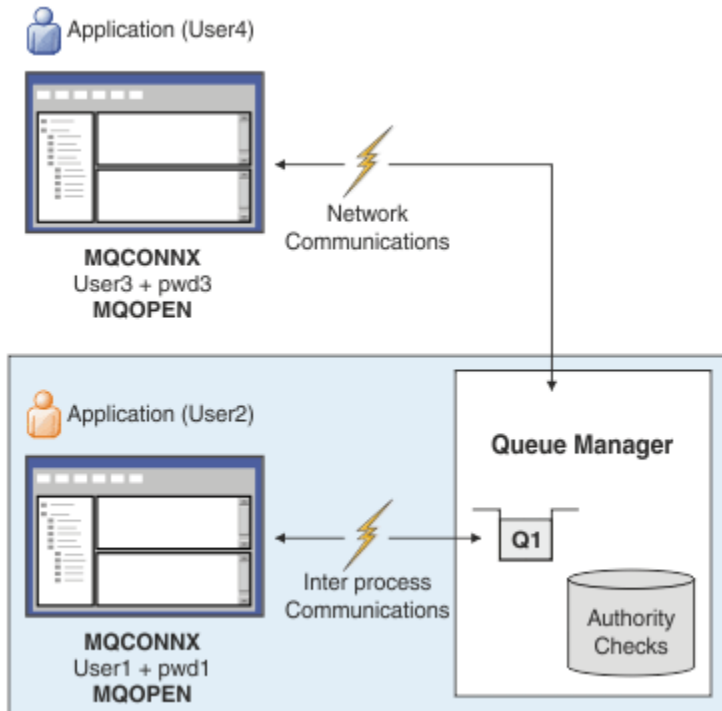 Application (User4)
Network
Communications
MQCONNX
User3 + pwd3
MQOPEN
Application (User2)
Queue Manager
Q1
Inter process
Communications
Authority
Checks
MQCONNX
User1 + pwd1
MQOPEN